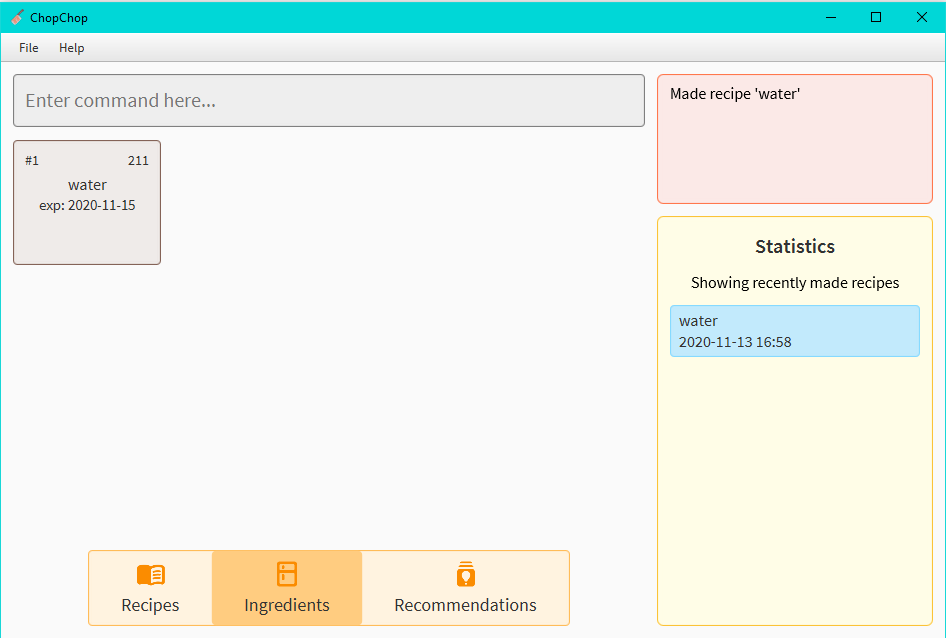 ChopChop
File Help
Enter command here...
Made recipe 'water'
#1 211
water
exp: 2020-11-15
Statistics
Showing recently made recipes
water
2020-11-13 16:58
Recipes Ingredients Recommendations